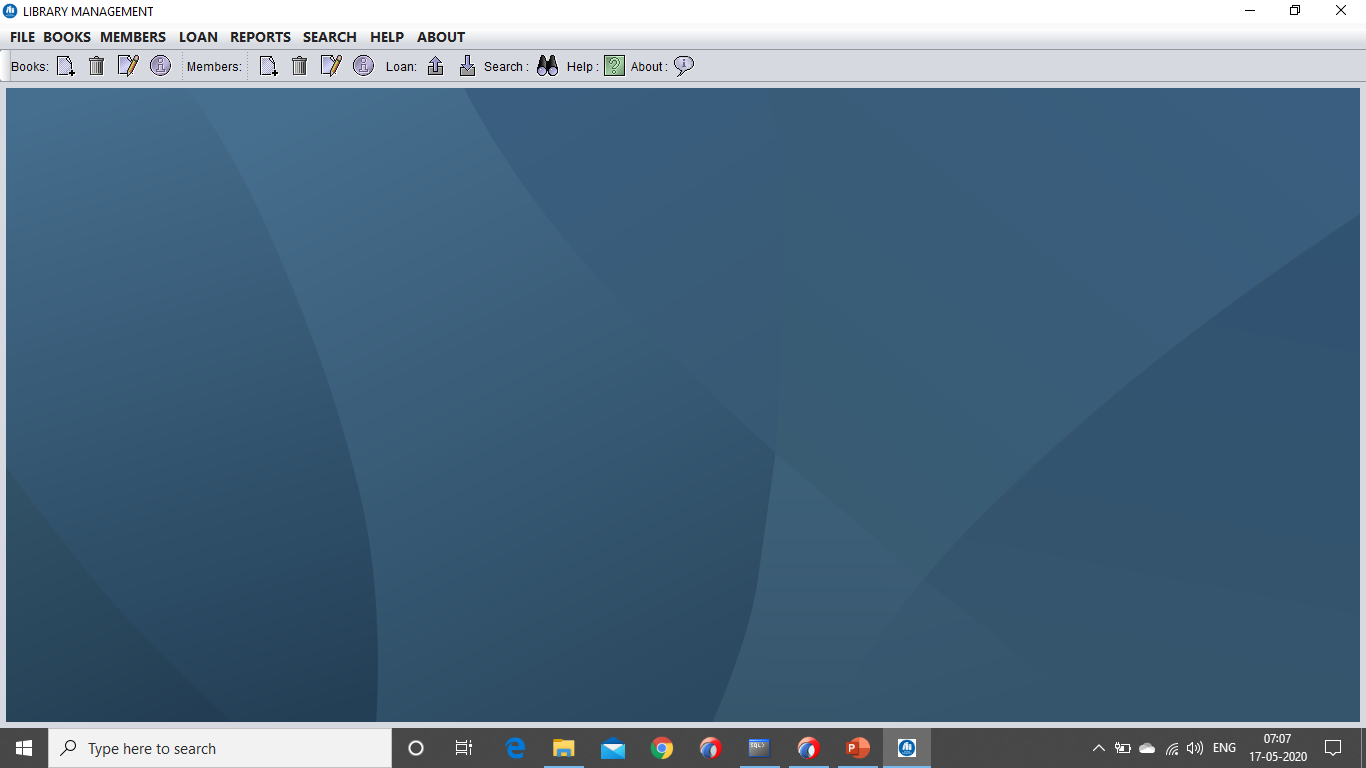 LIBRARY MANAGEMENT
FILE BOOKS MEMBERS LOAN REPORTS SEARCH HELP ABOUT
Books: Members: Loan: Search : Help : About :
Type here to search
SQL>
ENG
07:07
17-05-2020